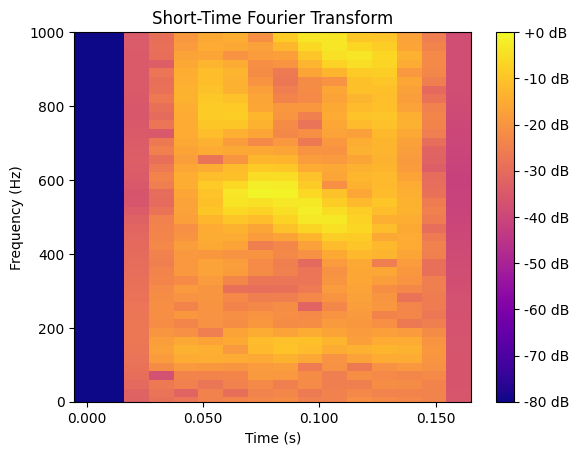 Short-Time Fourier Transform
1000
800
600
400
200
0
Frequency (Hz)
0.000
0.050
0.100
0.150
Time (s)
+0 dB
-10 dB
-20 dB
-30 dB
-40 dB
-50 dB
-60 dB
-70 dB
-80 dB